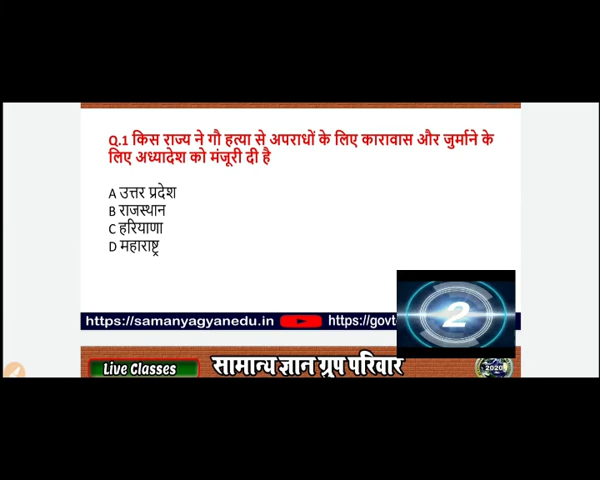 Q.1 किस राज्य ने गौ हत्या से अपराधों के लिए कारावास और जुर्माने के
लिए अध्यादेश को मंजूरी दी है
A उत्तर प्रदेश
B राजस्थान
C हरियाणा
D महाराष्ट्र
2
https://samanyagyanedu.in https://govt
Live Classes सामान्य ज्ञान ग्रुप परिवार 2020